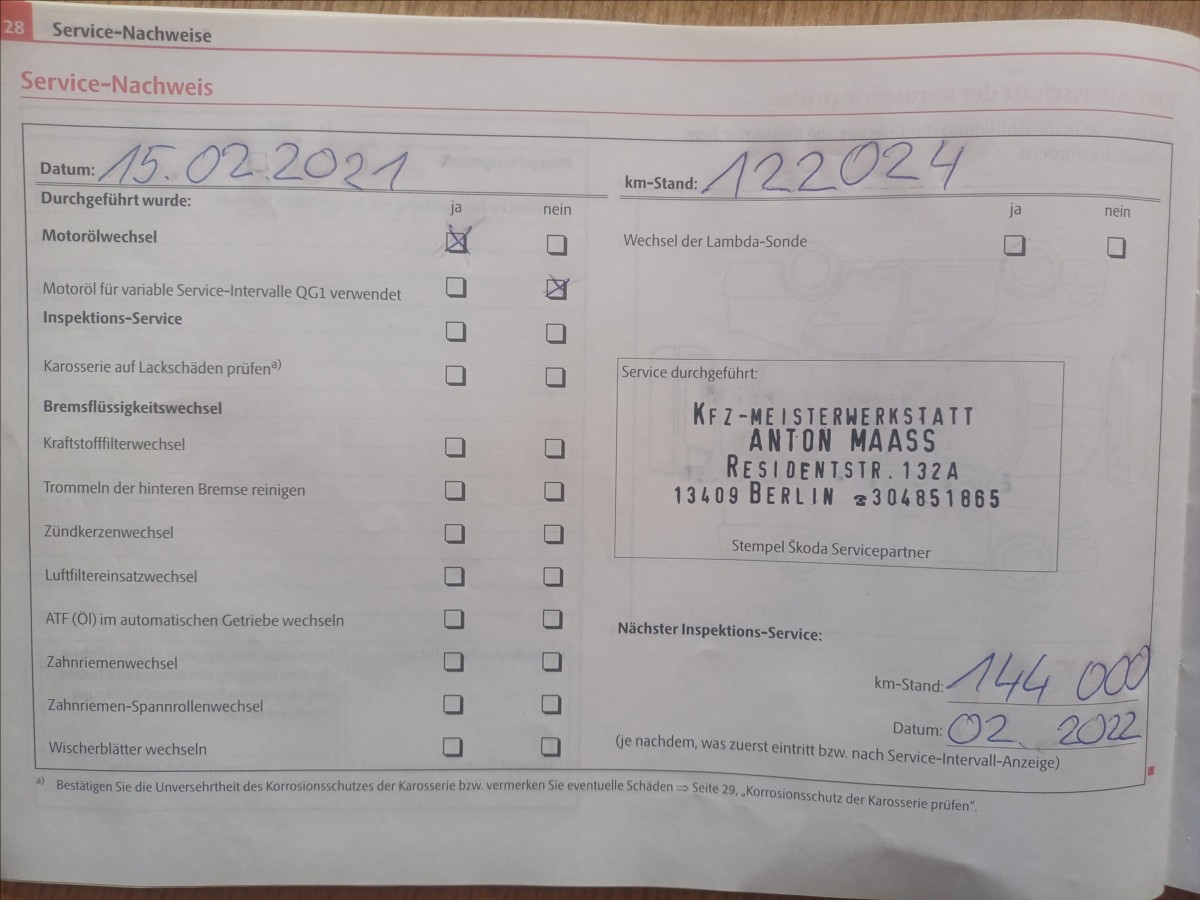 28 Service-Nachweise
Service-Nachweis
Datum: 15.02.2021
km-Stand: 122024
Durchgeführt wurde:
ja nein
ja nein
Motorölwechsel
Wechsel der Lambda-Sonde
Motoröl für variable Service-Intervalle QG1 verwendet
Inspektions-Service
Karosserie auf Lackschäden prüfen a)
Bremsflüssigkeitswechsel
Kraftstofffilterwechsel
Trommeln der hinteren Bremse reinigen
Zündkerzenwechsel
Luftfiltereinsatzwechsel
ATF (Öl) im automatischen Getriebe wechseln
Zahnriemenwechsel
Zahnriemen-Spannrollenwechsel
Wischerblätter wechseln
Service durchgeführt:
KFZ-MEISTERWERKSTATT
ANTON MAASS
RESIDENTSTR. 132A
13409 BERLIN ☎304851865
Stempel Škoda Servicepartner
Nächster Inspektions-Service:
km-Stand: 144 000
Datum: 02. 2022
(je nachdem, was zuerst eintritt bzw. nach Service-Intervall-Anzeige)
a) Bestätigen Sie die Unversehrtheit des Korrosionsschutzes der Karosserie bzw. vermerken Sie eventuelle Schäden ⇒ Seite 29, „Korrosionsschutz der Karosserie prüfen“.